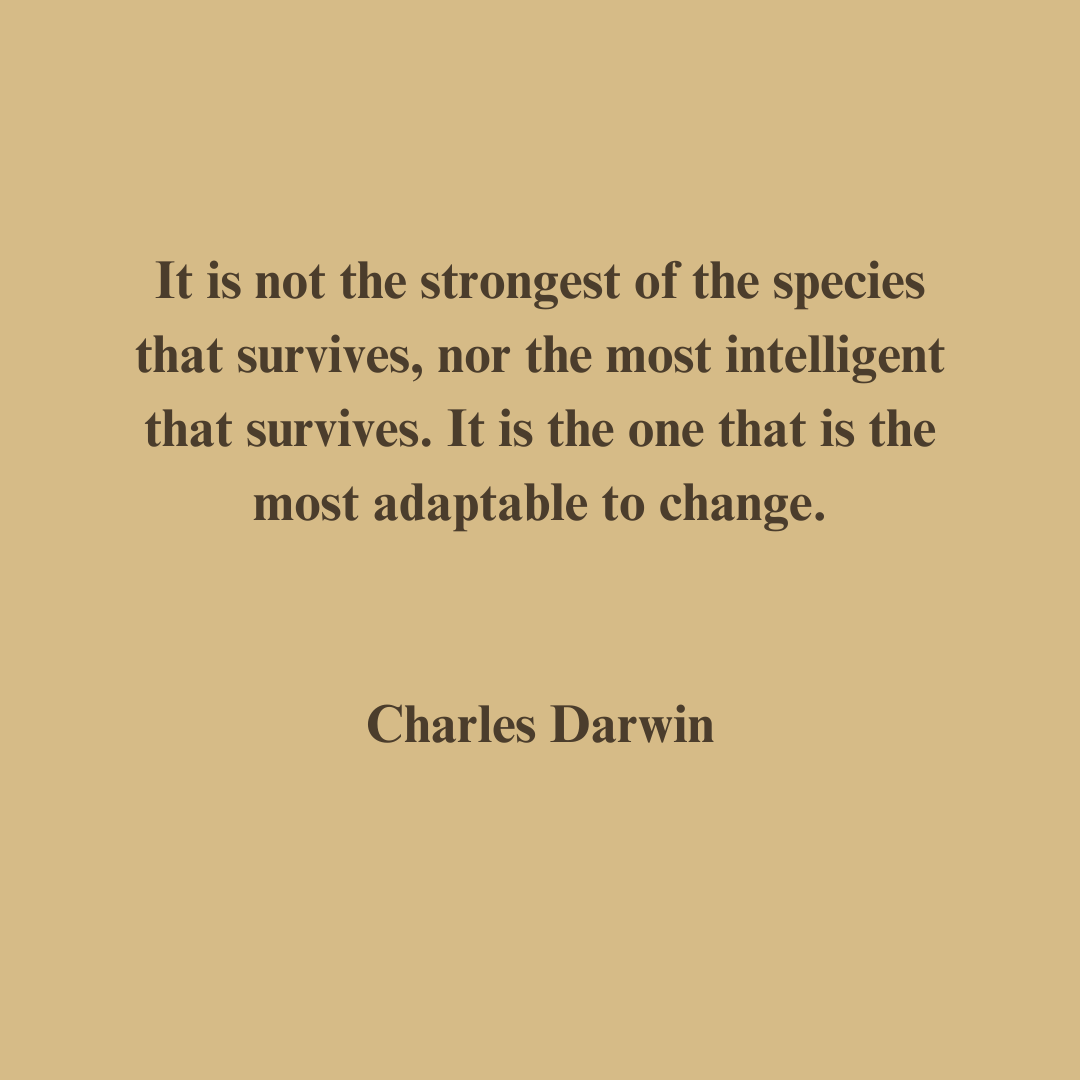 It is not the strongest of the species
that survives, nor the most intelligent
that survives. It is the one that is the
most adaptable to change.
Charles Darwin